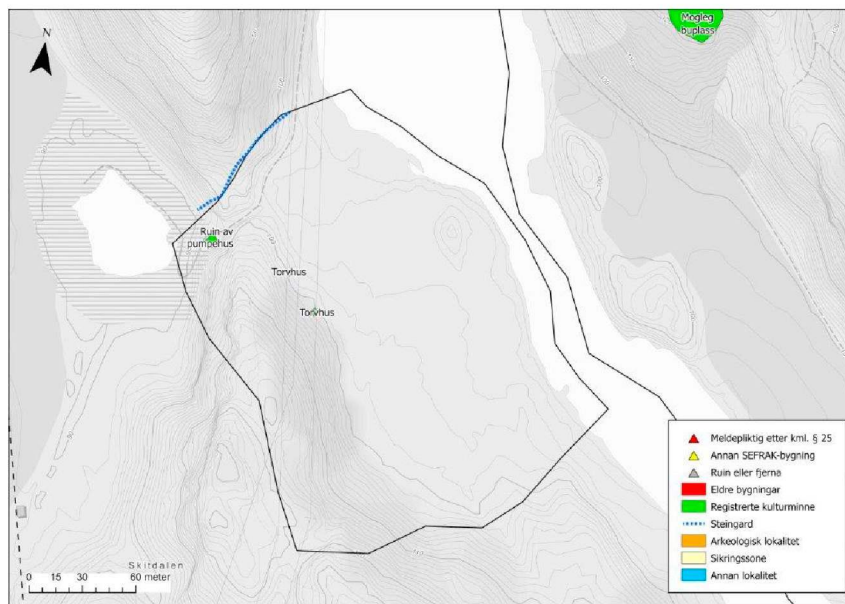 Mogleg
buplass
N
Ruin av
pumpehus
Torvhus
Torvhus
Meldepliktig etter kml. § 25
Annan SEFRAK-bygning
Ruin eller fjerna
Eldre bygningar
Registrerte kulturminne
Steingard
Arkeologisk lokalitet
Sikringssone
Annan lokalitet
Skitdalen
0 15 30 60 meter